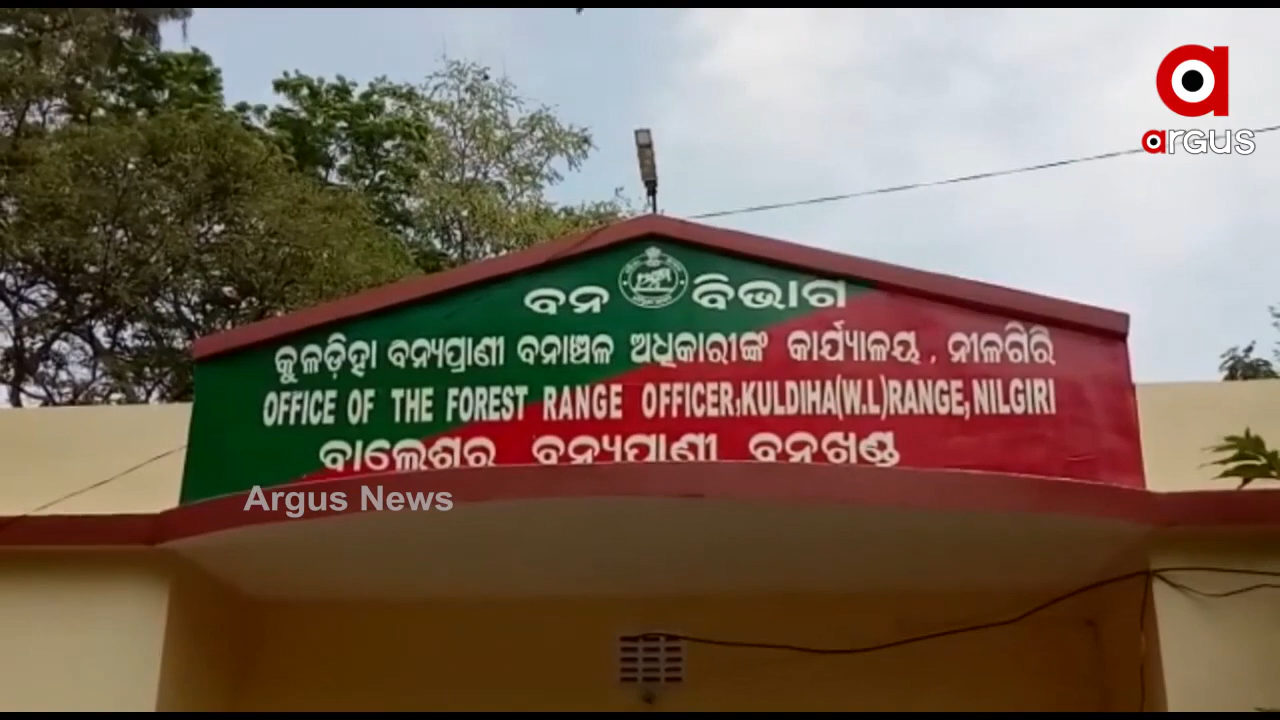 argus
ବନ ବିଭାଗ
କୁଳଡ଼ିହା ବନ୍ୟପ୍ରାଣୀ ବନାଞ୍ଚଳ ଅଧିକାରୀଙ୍କ କାର୍ଯ୍ୟାଳୟ , ନୀଳଗିରି
OFFICE OF THE FOREST RANGE OFFICER,KULDIHA(W.L)RANGE,NILGIRI
ବାଲେଶ୍ୱର ବନ୍ୟପ୍ରାଣୀ ବନଖଣ୍ଡ
Argus News